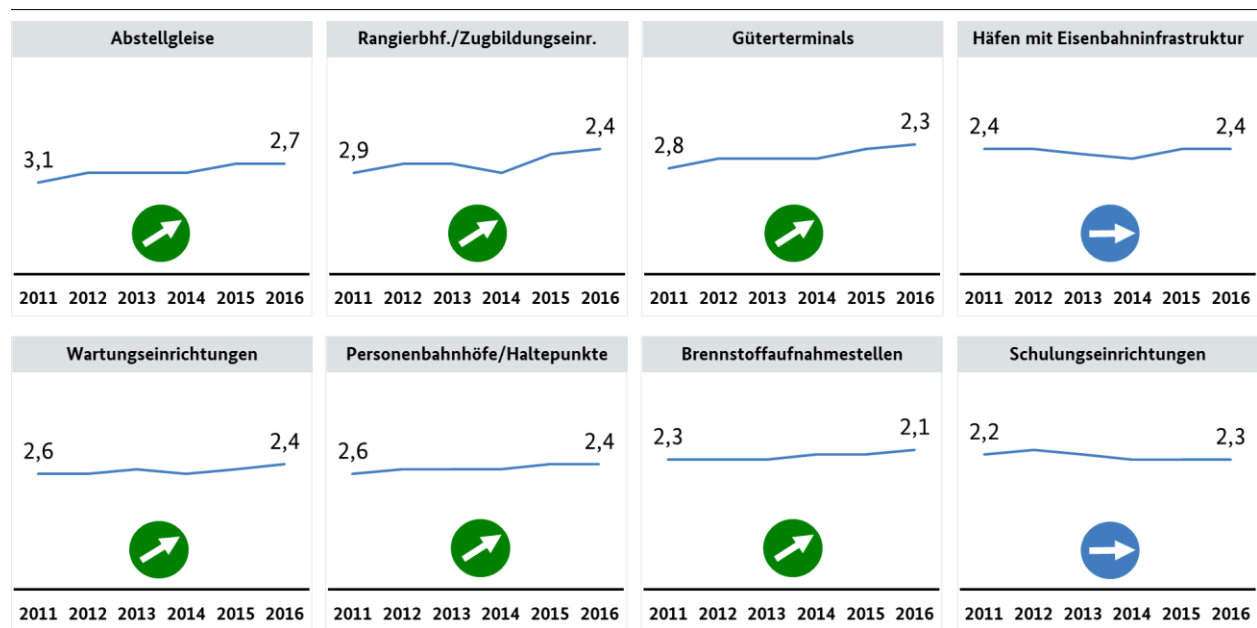 Abstellgleise
3,1
2,7
2011 2012 2013 2014 2015 2016
Rangierbhf./Zugbildungseinr.
2,9
2,4
2011 2012 2013 2014 2015 2016
Güterterminals
2,8
2,3
2011 2012 2013 2014 2015 2016
Häfen mit Eisenbahninfrastruktur
2,4
2,4
2011 2012 2013 2014 2015 2016
Wartungseinrichtungen
2,6
2,4
2011 2012 2013 2014 2015 2016
Personenbahnhöfe/Haltepunkte
2,6
2,4
2011 2012 2013 2014 2015 2016
Brennstoffaufnahmestellen
2,3
2,1
2011 2012 2013 2014 2015 2016
Schulungseinrichtungen
2,2
2,3
2011 2012 2013 2014 2015 2016